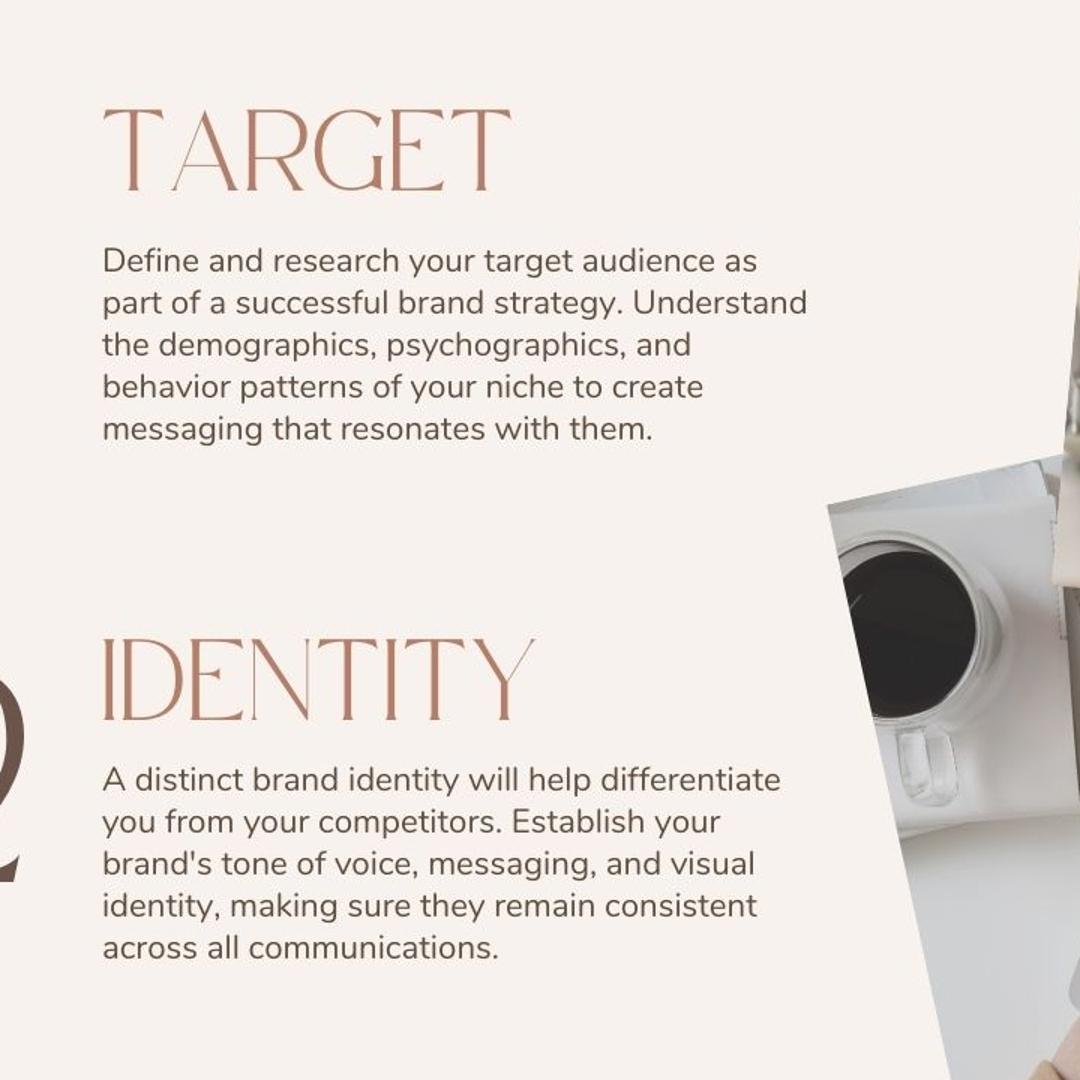 TARGET
Define and research your target audience as
part of a successful brand strategy. Understand
the demographics, psychographics, and
behavior patterns of your niche to create
messaging that resonates with them.
IDENTITY
A distinct brand identity will help differentiate
you from your competitors. Establish your
brand's tone of voice, messaging, and visual
identity, making sure they remain consistent
across all communications.